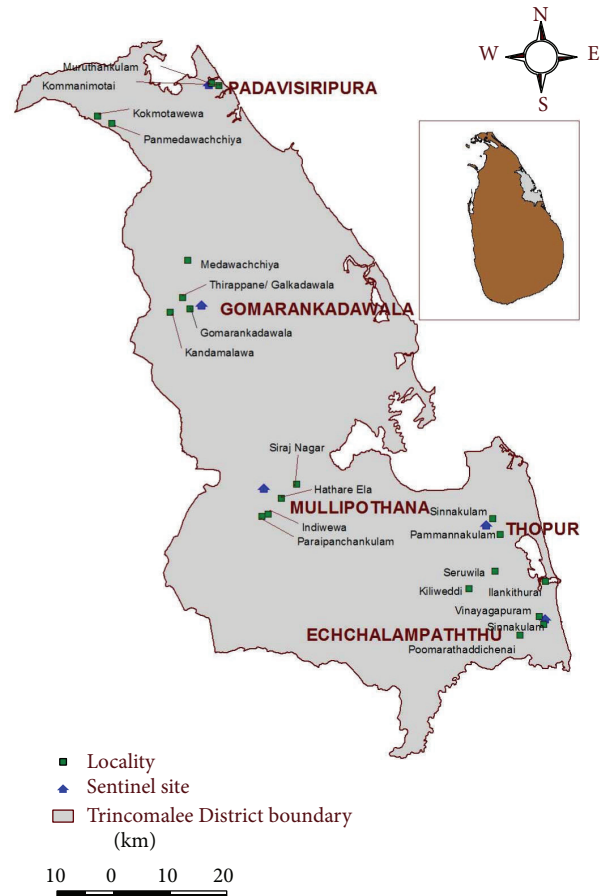 N
W E
S
Muruthankulam
Kommanimotai
PADAVISIRIPURA
Kokmotawewa
Panmedawachchiya
Medawachchiya
Thirappane/ Galkadawala
GOMARANKADAWALA
Gomarankadawala
Kandamalawa
Siraj Nagar
Hathare Ela
MULLIPOTHANA
Indiwewa
Paraipanchankulam
Sinnakulam
THOPUR
Pammannakulam
Seruwila
Kiliweddi
Ilankithurai
Vinayagapuram
Sinnakulam
ECHCHALAMPATHTHU
Poomarathaddichenai
Locality
Sentinel site
Trincomalee District boundary
(km)
10 0 10 20